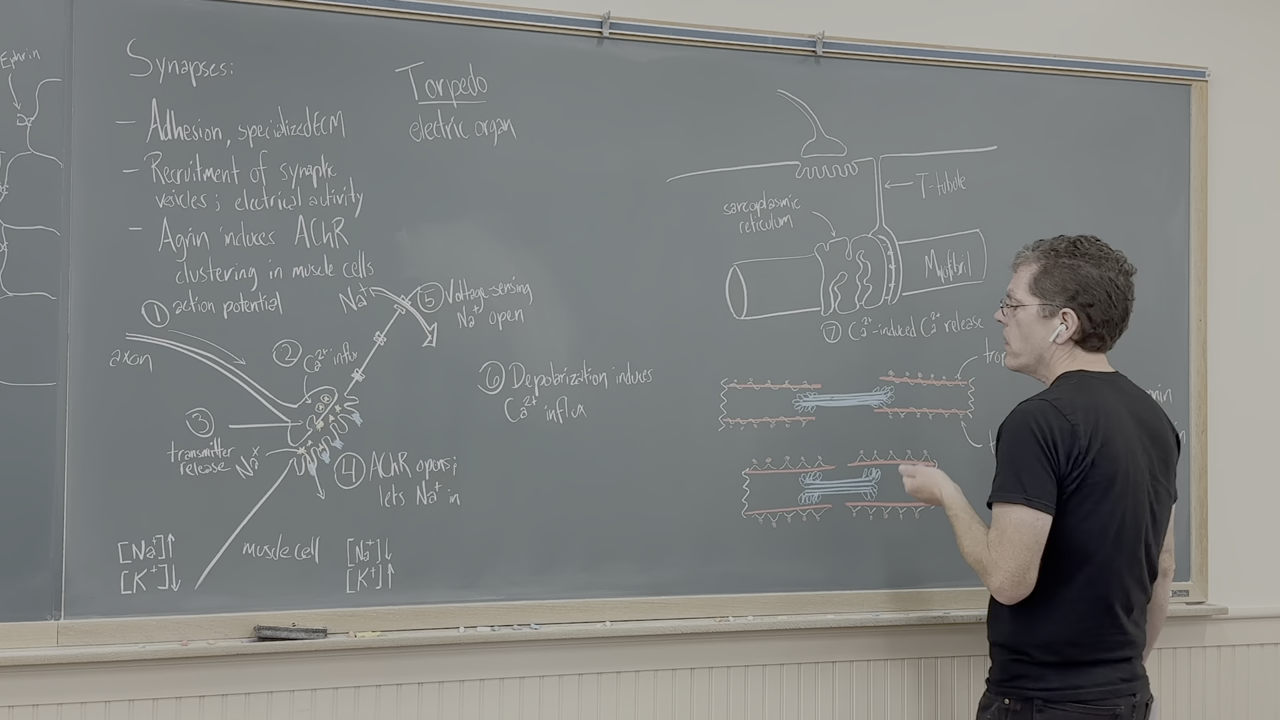 Ephrin
Synapses:
– Adhesion, specialized ECM
– Recruitment of synaptic
vesicles; electrical activity
– Agrin induces AChR
clustering in muscle cells
Torpedo
electric organ
① action potential
axon
② Ca²⁺ influx
③
transmitter
release
Na⁺
④ AChR opens;
lets Na⁺ in
Na⁺
⑤ Voltage-sensing
Na⁺ open
⑥ Depolarization induces
Ca²⁺ influx
[Na⁺]↑
[K⁺]↓
muscle cell
[Na⁺]↓
[K⁺]↑
T-tubule
sarcoplasmic
reticulum
Myofibril
⑦ Ca²⁺-induced Ca²⁺ release